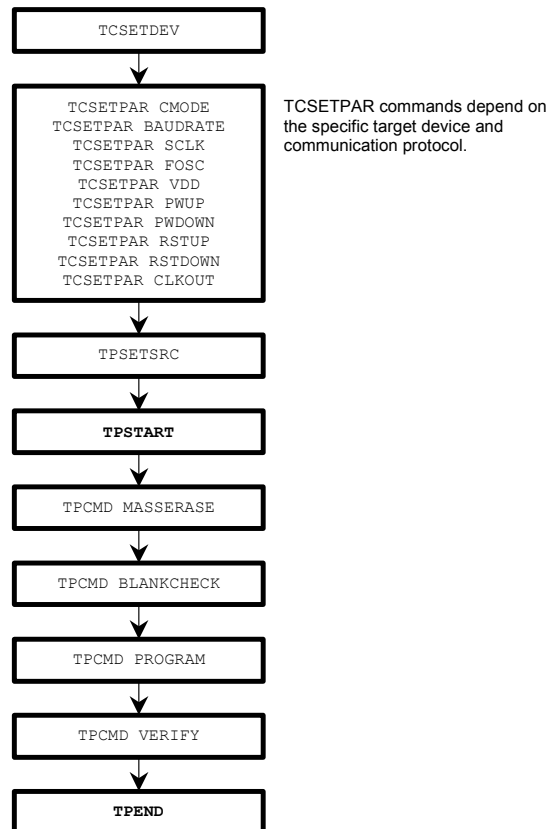 TCSETDEV
TCSETPAR CMODE
TCSETPAR BAUDRATE
TCSETPAR SCLK
TCSETPAR FOSC
TCSETPAR VDD
TCSETPAR PWUP
TCSETPAR PWDOWN
TCSETPAR RSTUP
TCSETPAR RSTDOWN
TCSETPAR CLKOUT
TCSETPAR commands depend on
the specific target device and
communication protocol.
TPSETSRC
TPSTART
TPCMD MASSERASE
TPCMD BLANKCHECK
TPCMD PROGRAM
TPCMD VERIFY
TPEND